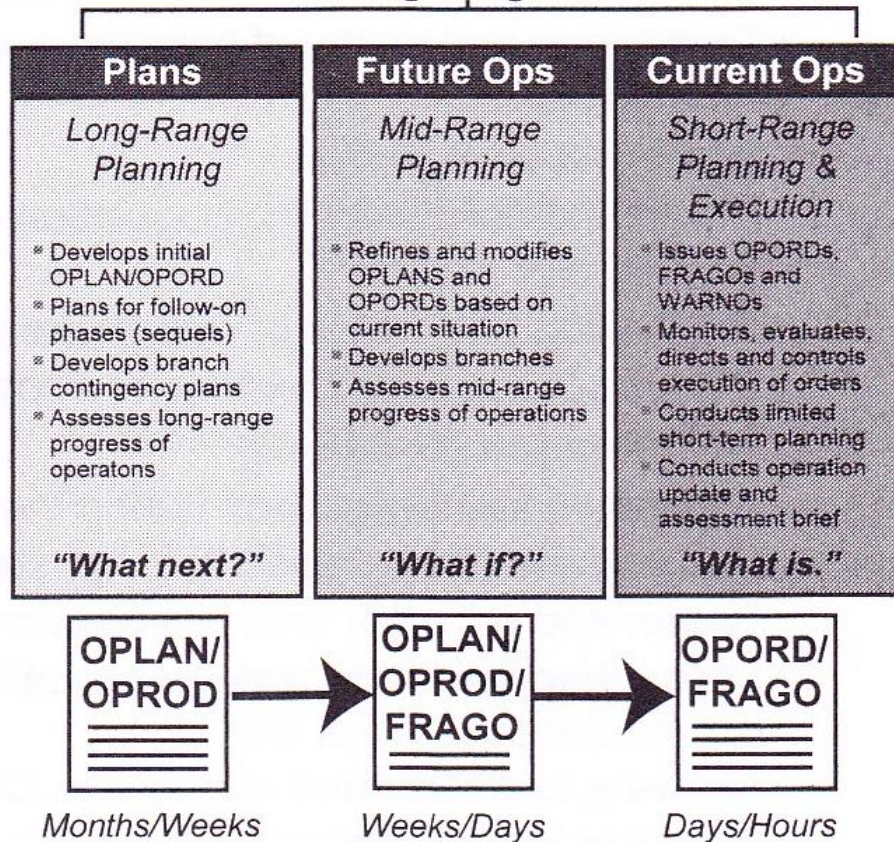 Plans
Long-Range
Planning
* Develops initial
OPLAN/OPORD
* Plans for follow-on
phases (sequels)
* Develops branch
contingency plans
* Assesses long-range
progress of
operatons
"What next?"
Future Ops
Mid-Range
Planning
* Refines and modifies
OPLANS and
OPORDs based on
current situation
* Develops branches
* Assesses mid-range
progress of operations
"What if?"
Current Ops
Short-Range
Planning &
Execution
* Issues OPORDs,
FRAGOs and
WARNOs
* Monitors, evaluates,
directs and controls
execution of orders
* Conducts limited
short-term planning
* Conducts operation
update and
assessment brief
"What is."
OPLAN/
OPROD
OPLAN/
OPROD/
FRAGO
OPORD/
FRAGO
Months/Weeks
Weeks/Days
Days/Hours